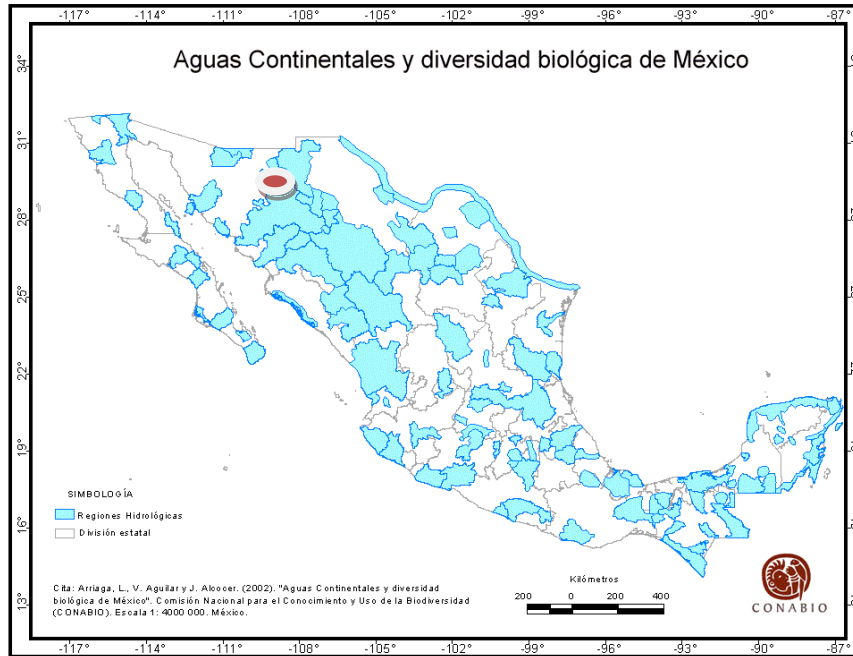 -117° -114° -111° -108° -105° -102° -99° -96° -93° -90° -87°
Aguas Continentales y diversidad biológica de México
34°
31°
28°
25°
22°
19°
16°
13°
SIMBOLOGÍA
Regiones Hidrológicas
División estatal
Cita: Arriaga, L., V. Aguilar y J. Alcocer. (2002). "Aguas Continentales y diversidad
biológica de México". Comisión Nacional para el Conocimiento y Uso de la Biodiversidad
(CONABIO). Escala 1: 4000 000. México.
Kilómetros
200 0 200 400
CONABIO
-117° -114° -111° -108° -105° -102° -99° -96° -93° -90° -87°